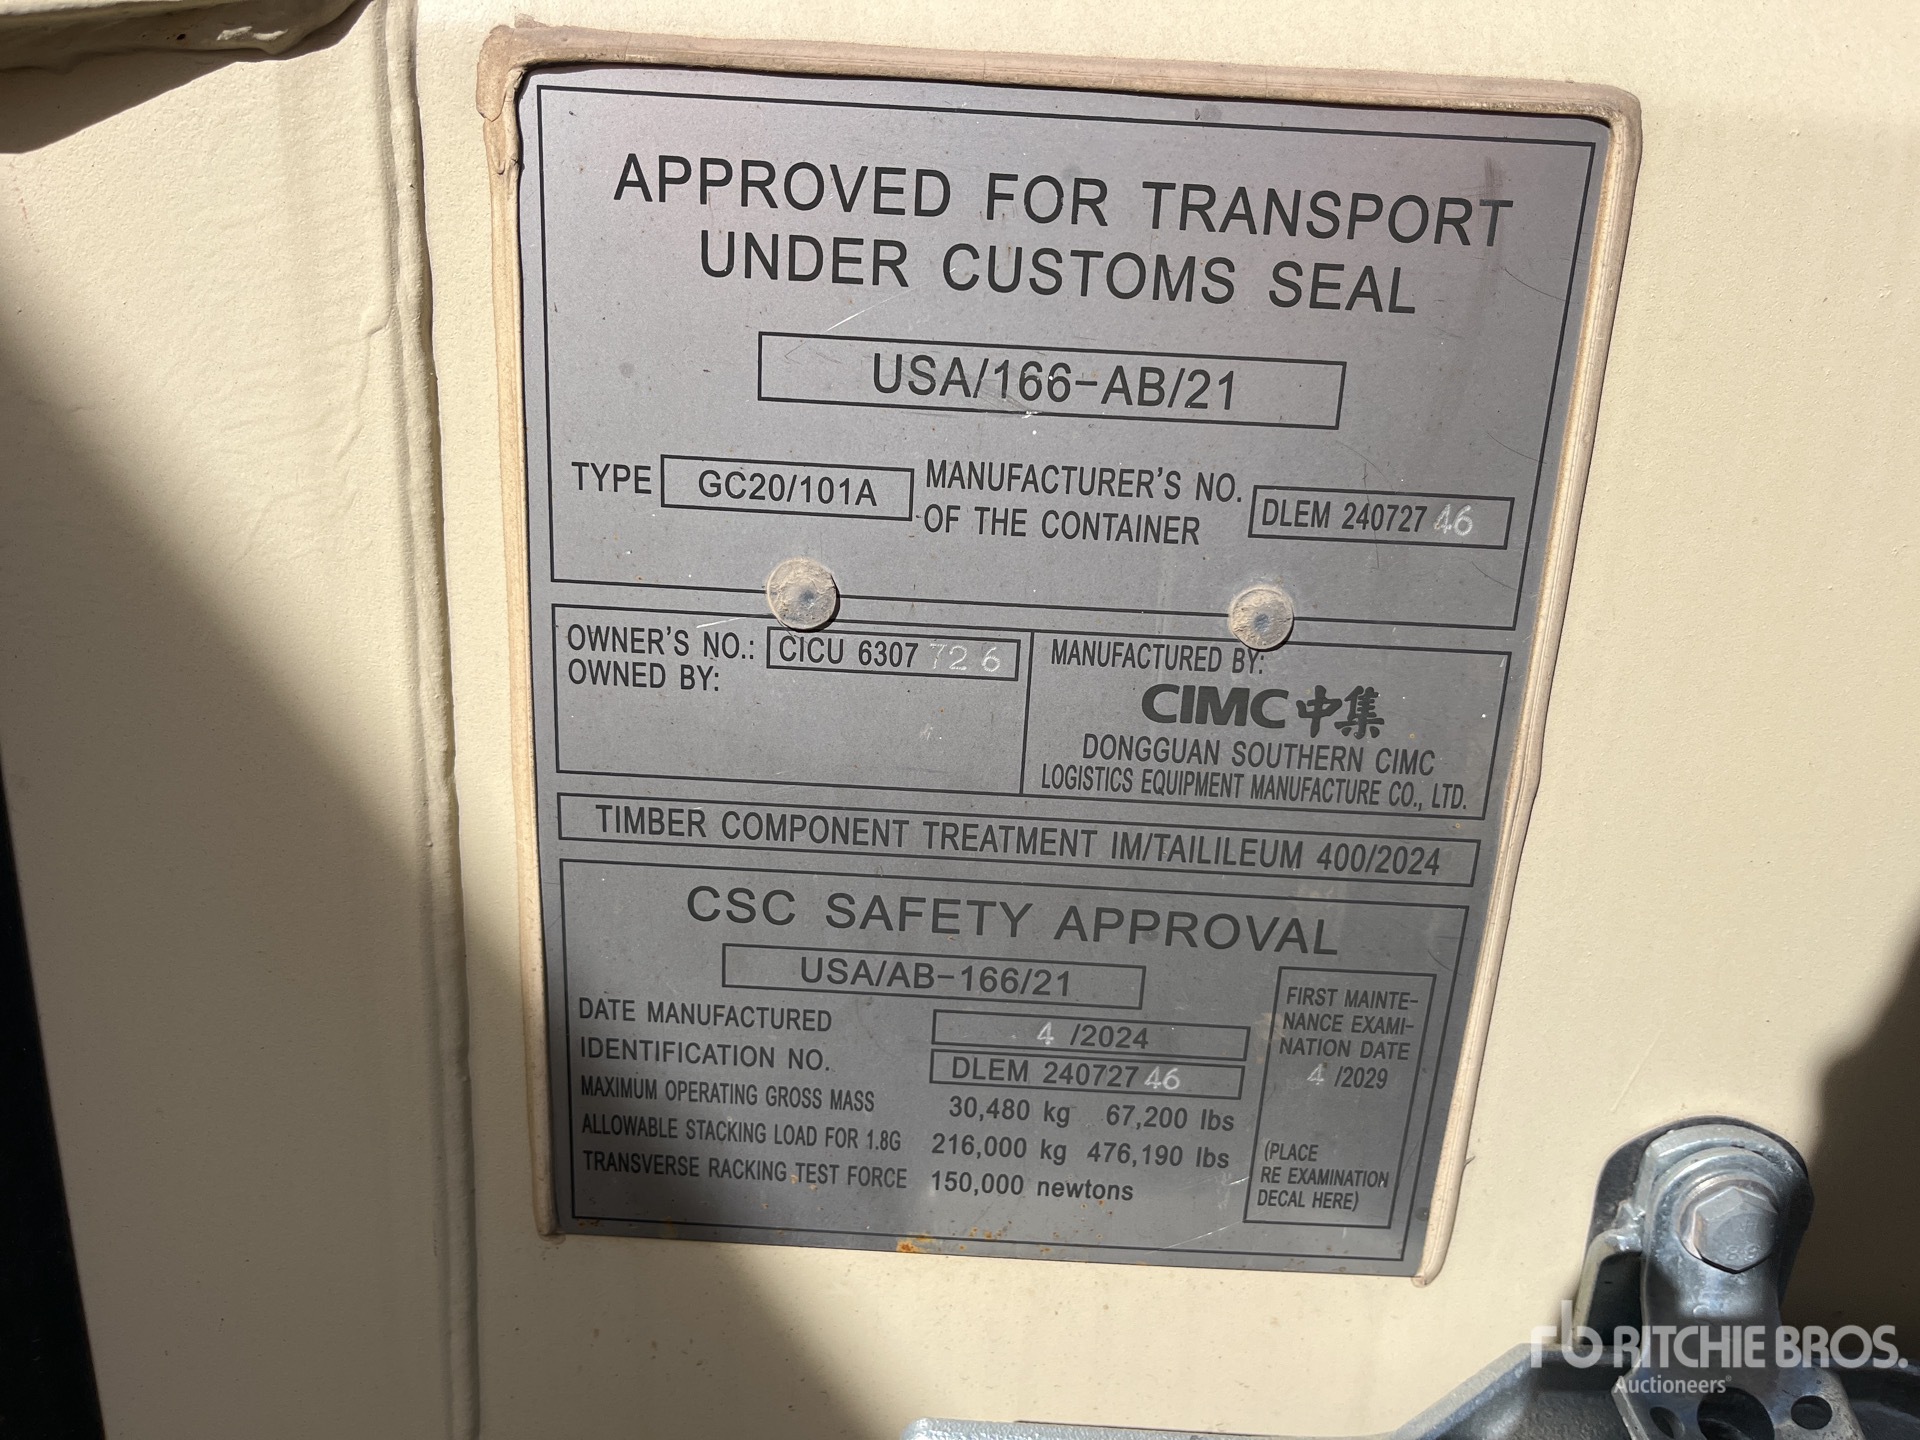 APPROVED FOR TRANSPORT
UNDER CUSTOMS SEAL
USA/166-AB/21
TYPE GC20/101A MANUFACTURER'S NO. OF THE CONTAINER DLEM 24072746
OWNER'S NO.: CICU 6307726
OWNED BY:
MANUFACTURED BY:
CIMC 中集
DONGGUAN SOUTHERN CIMC
LOGISTICS EQUIPMENT MANUFACTURE CO., LTD.
TIMBER COMPONENT TREATMENT IM/TAILILEUM 400/2024
CSC SAFETY APPROVAL
USA/AB-166/21
DATE MANUFACTURED 4 /2024
IDENTIFICATION NO. DLEM 24072746
MAXIMUM OPERATING GROSS MASS 30,480 kg 67,200 lbs
ALLOWABLE STACKING LOAD FOR 1.8G 216,000 kg 476,190 lbs
TRANSVERSE RACKING TEST FORCE 150,000 newtons
FIRST MAINTE-
NANCE EXAMI-
NATION DATE
4 /2029
(PLACE
RE EXAMINATION
DECAL HERE)
S
8.8
rb RITCHIE BROS.
Auctioneers